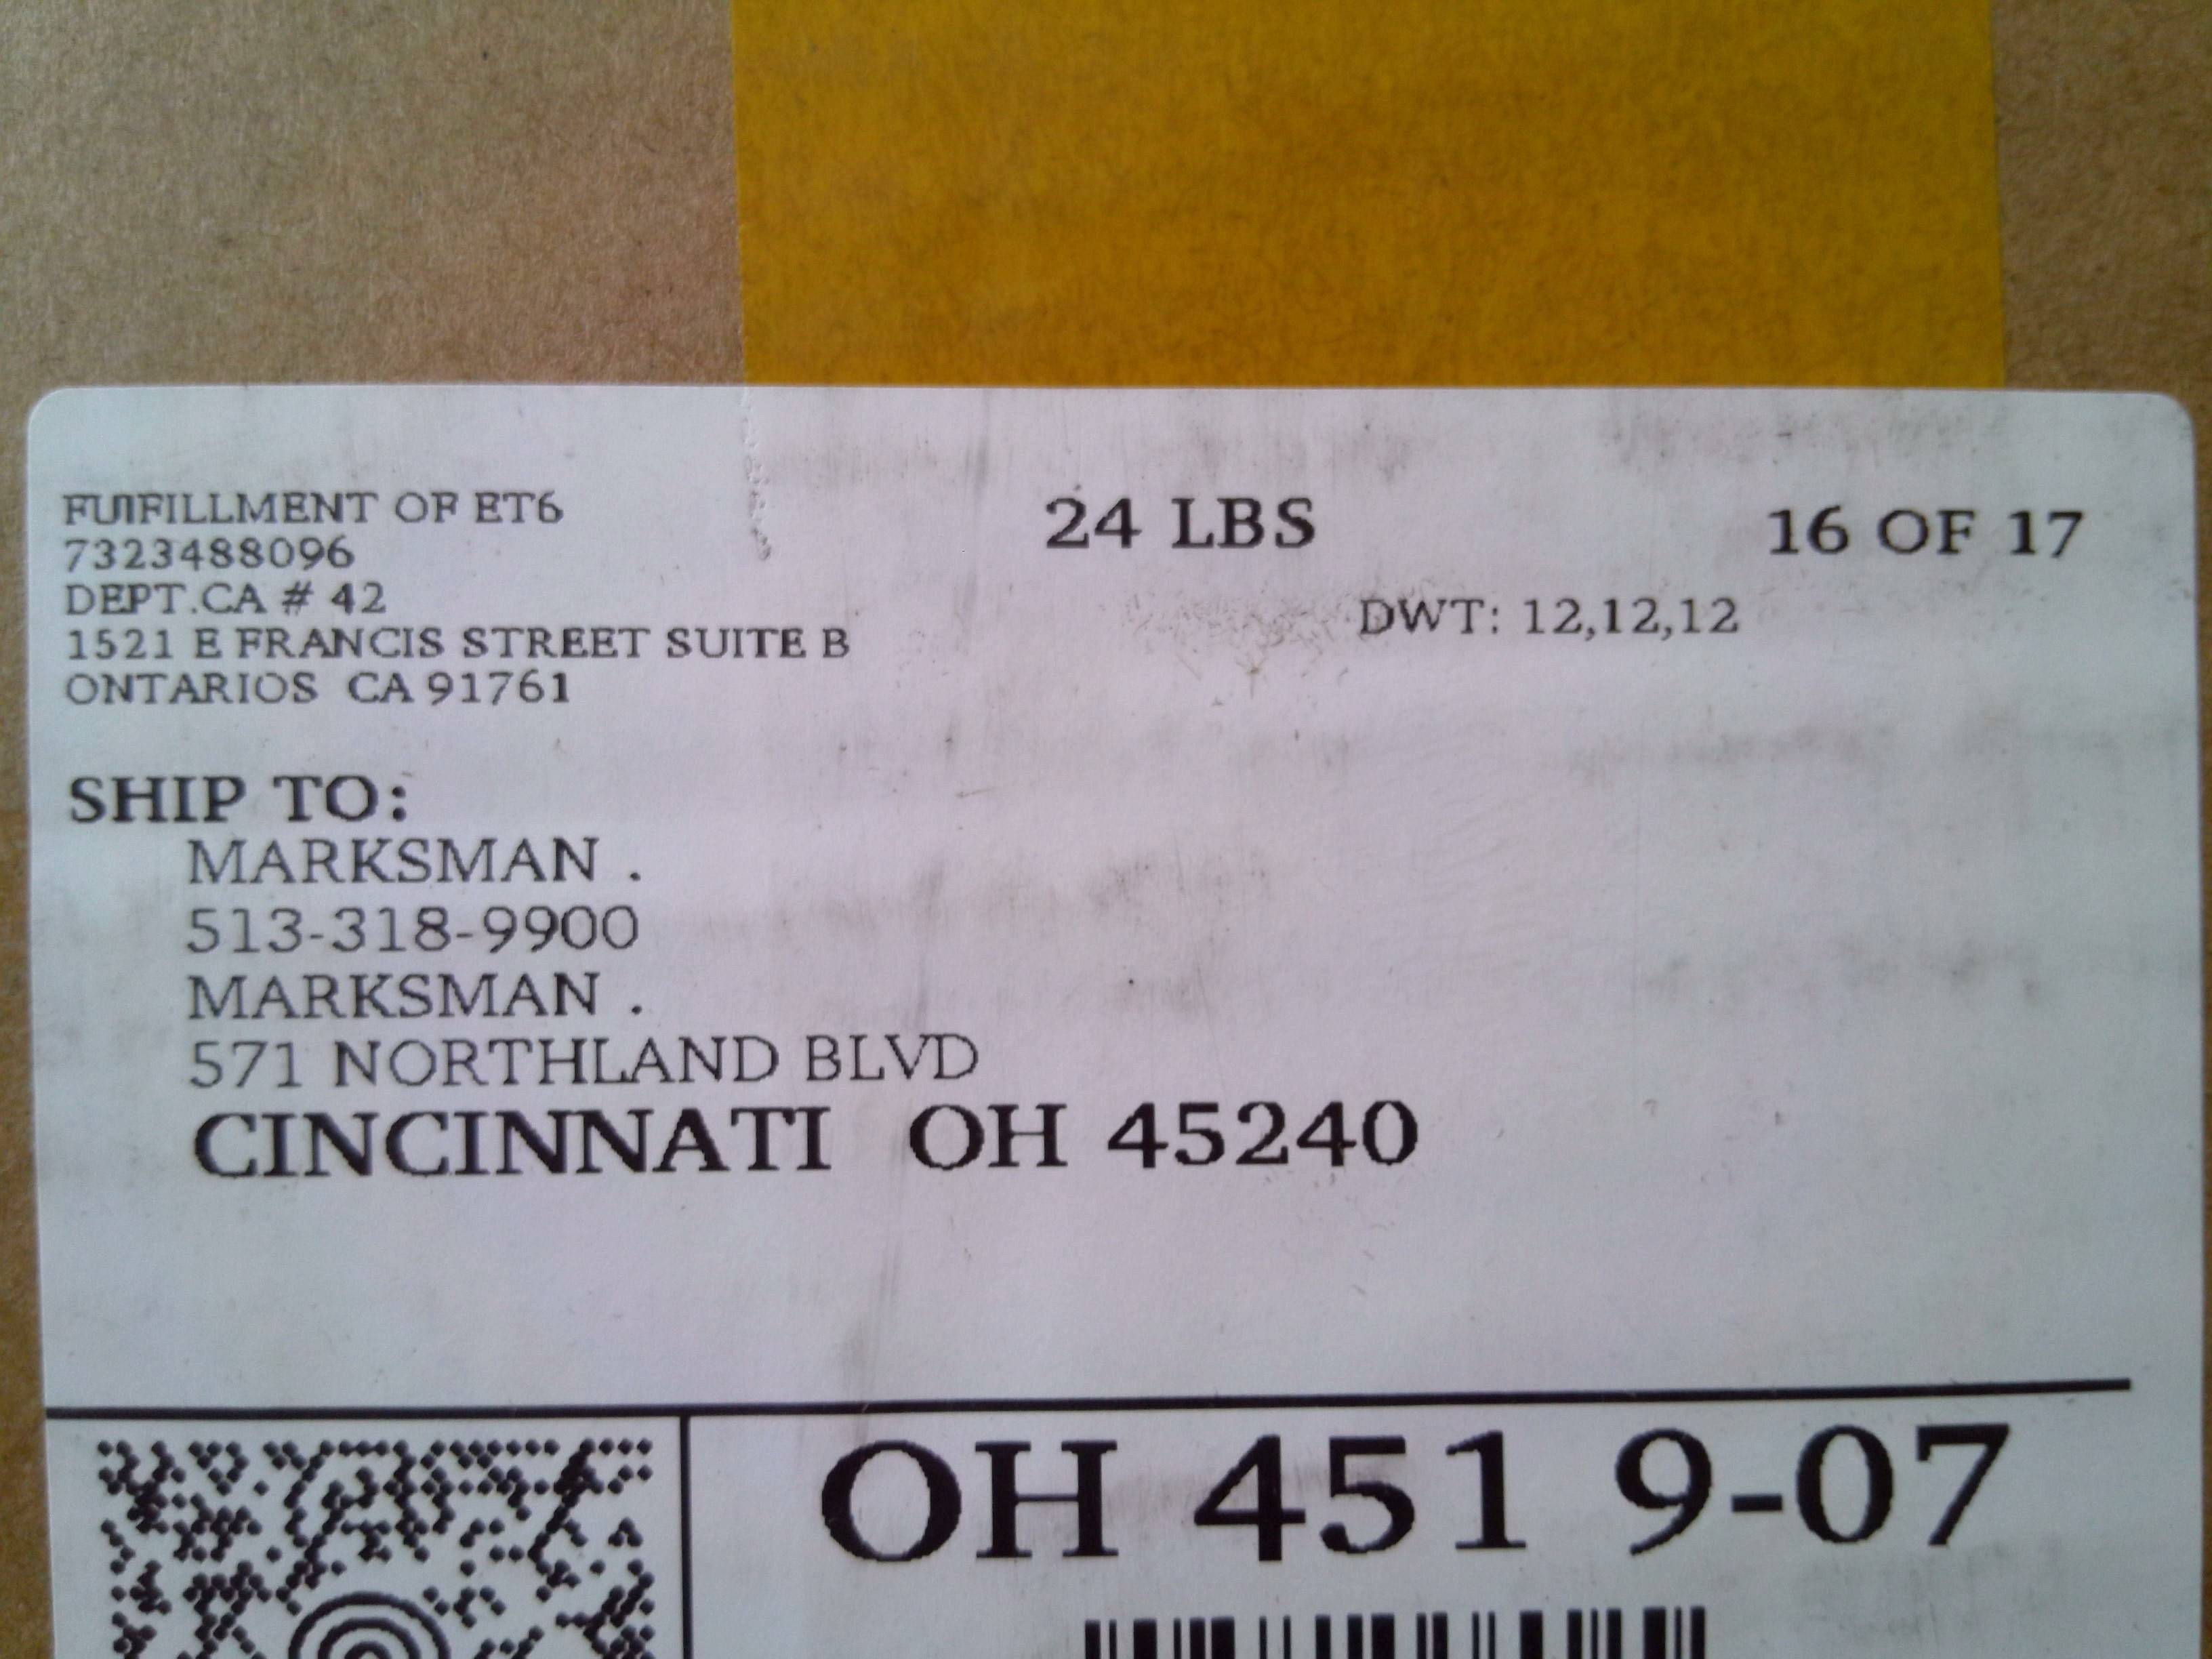 FUIFILLMENT OF ET6
7323488096
DEPT.CA # 42
1521 E FRANCIS STREET SUITE B
ONTARIOS CA 91761
24 LBS
16 OF 17
DWT: 12,12,12
SHIP TO:
MARKSMAN .
513-318-9900
MARKSMAN .
571 NORTHLAND BLVD
CINCINNATI OH 45240
OH 451 9-07